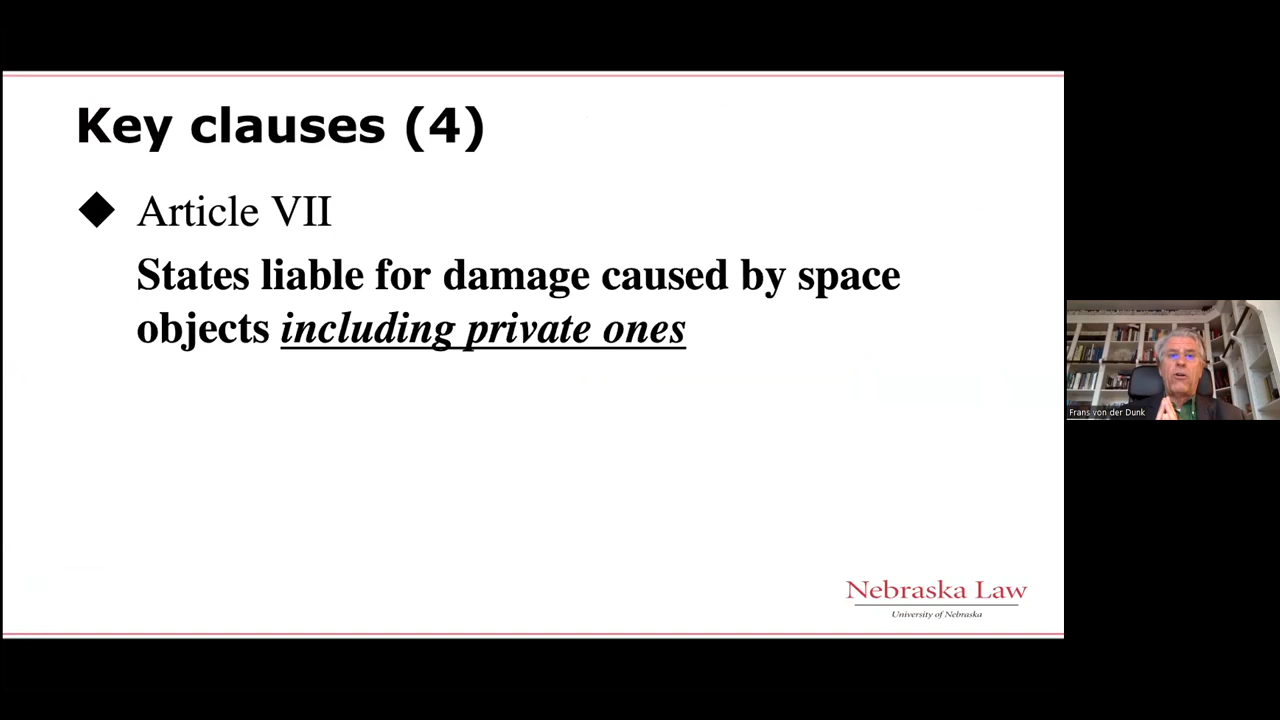 Key clauses (4)
Article VII
States liable for damage caused by space
objects including private ones
Nebraska Law
University of Nebraska
Frans von der Dunk